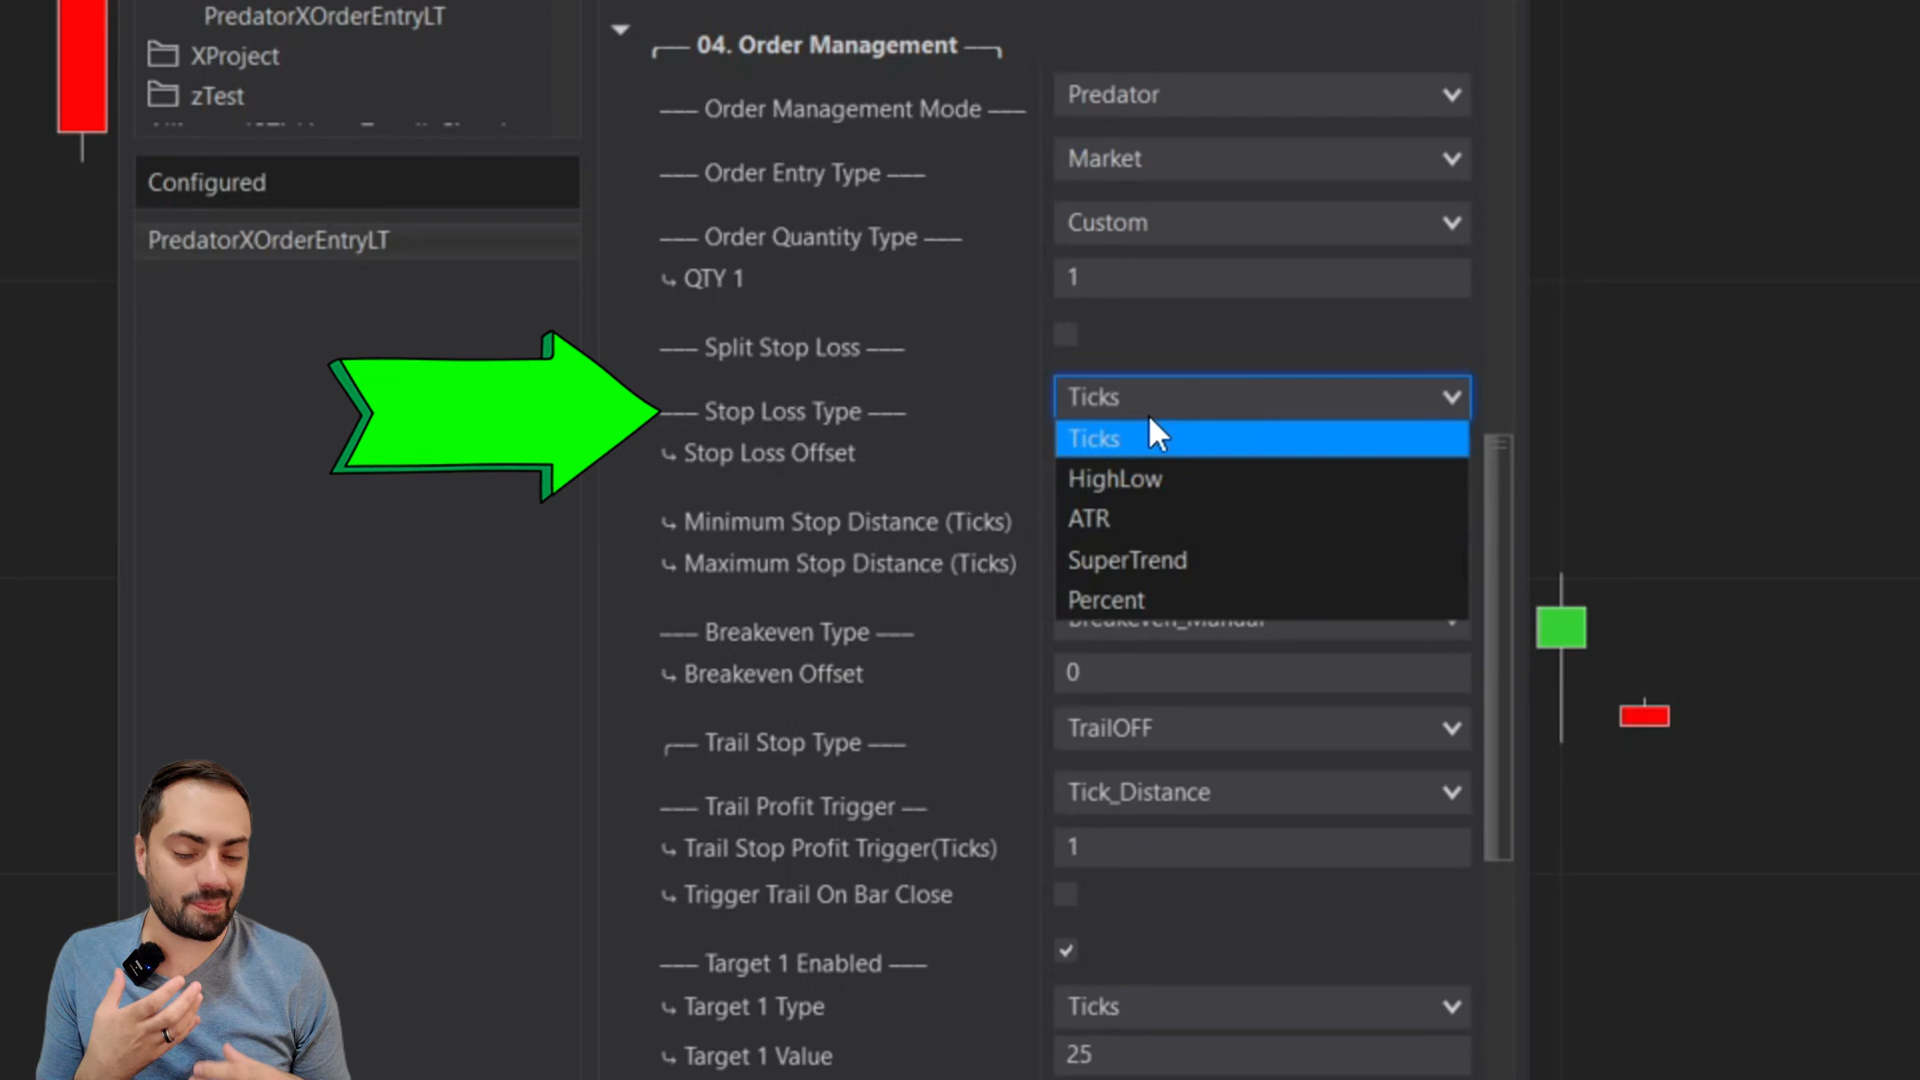 PredatorXOrderEntryLT
XProject
zTest
Configured
PredatorXOrderEntryLT
04. Order Management
Order Management Mode
Predator
Order Entry Type
Market
Order Quantity Type
Custom
QTY 1
1
Split Stop Loss
Stop Loss Type
Ticks
Ticks
Stop Loss Offset
HighLow
ATR
Minimum Stop Distance (Ticks)
SuperTrend
Maximum Stop Distance (Ticks)
Percent
Breakeven Type
Breakeven_Manual
Breakeven Offset
0
Trail Stop Type
TrailOFF
Trail Profit Trigger
Tick_Distance
Trail Stop Profit Trigger(Ticks)
1
Trigger Trail On Bar Close
Target 1 Enabled
Target 1 Type
Ticks
Target 1 Value
25